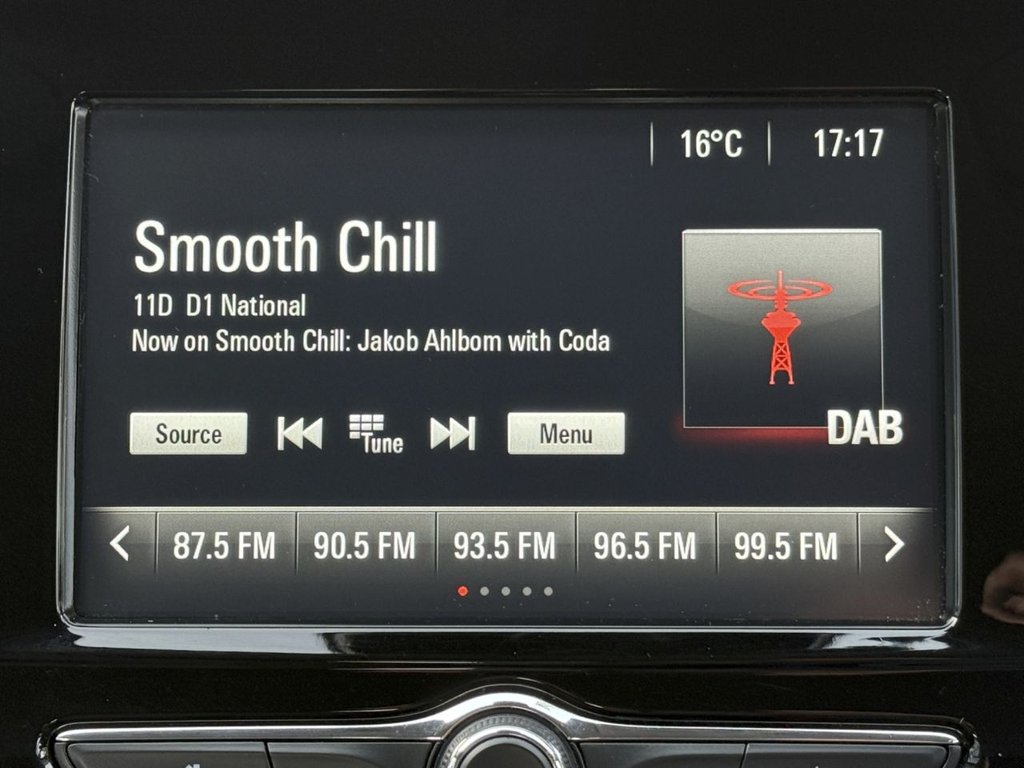 16°C 17:17
Smooth Chill
11D D1 National
Now on Smooth Chill: Jakob Ahlbom with Coda
DAB
Source Tune Menu
87.5 FM 90.5 FM 93.5 FM 96.5 FM 99.5 FM